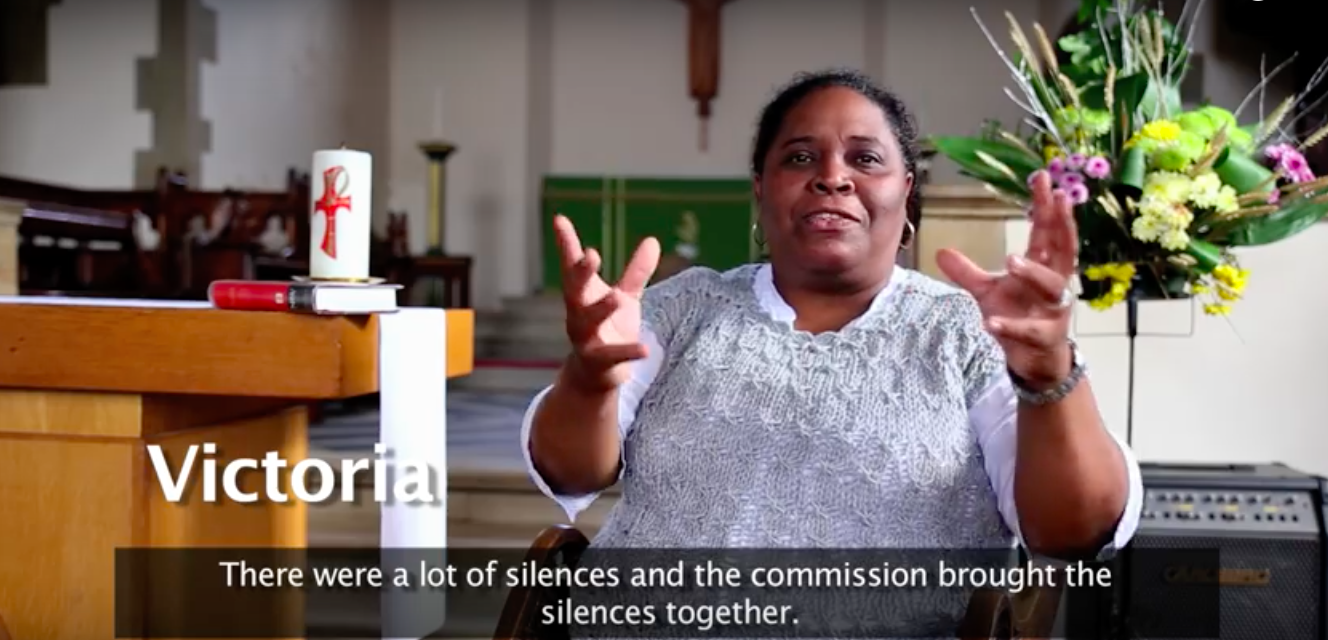 Victoria
There were a lot of silences and the commission brought the
silences together.